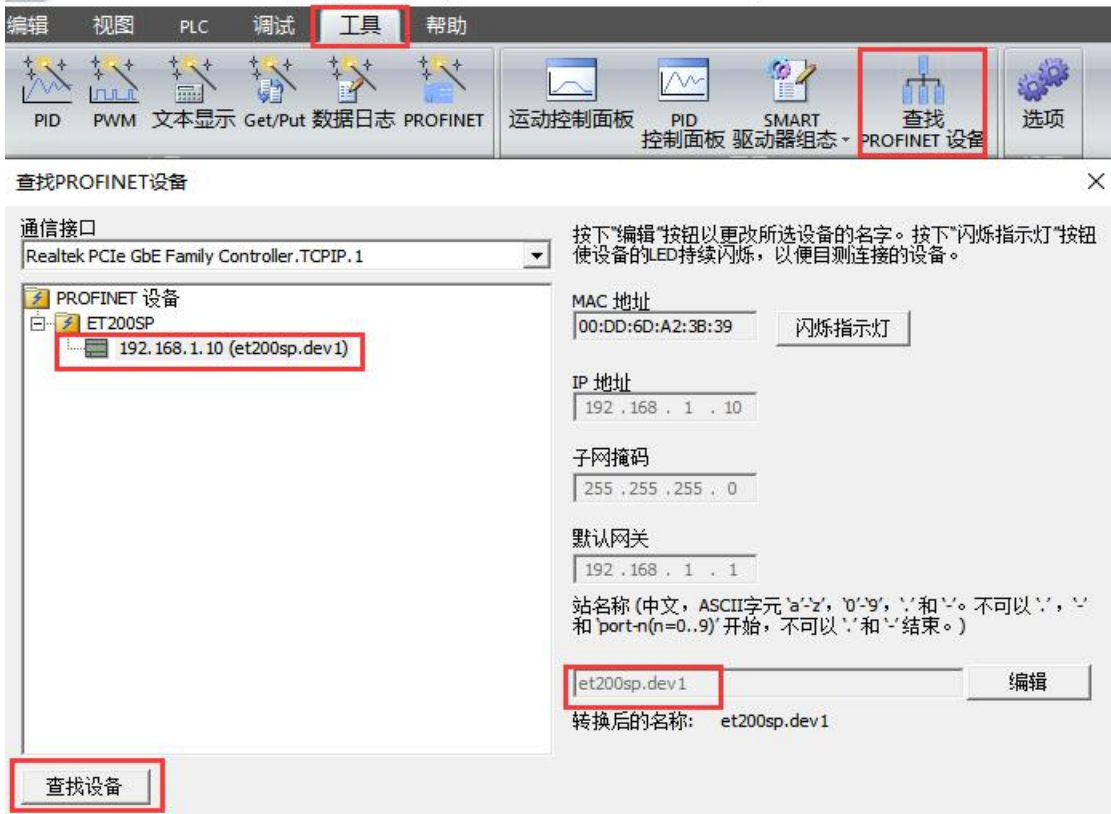 编辑 视图 PLC 调试 工具 帮助
PID PWM 文本显示 Get/Put 数据日志 PROFINET 运动控制面板 PID 控制面板 SMART 驱动器组态 查找 PROFINET 设备 选项
查找PROFINET设备
通信接口
Realtek PCIe GbE Family Controller.TCPIP.1
PROFINET 设备
ET200SP
192.168.1.10 (et200sp.dev1)
查找设备
按下"编辑"按钮以更改所选设备的名字。按下"闪烁指示灯"按钮
使设备的LED持续闪烁，以便目测连接的设备。
MAC 地址
00:DD:6D:A2:3B:39 闪烁指示灯
IP 地址
192 .168 . 1 . 10
子网掩码
255 .255 .255 . 0
默认网关
192 .168 . 1 . 1
站名称 (中文，ASCII字元 'a'-'z'，'0'-'9'，'.' 和 '-'。不可以 '.'，'-'
和 'port-n(n=0..9)' 开始，不可以 '.' 和 '-' 结束。)
et200sp.dev1 编辑
转换后的名称: et200sp.dev1